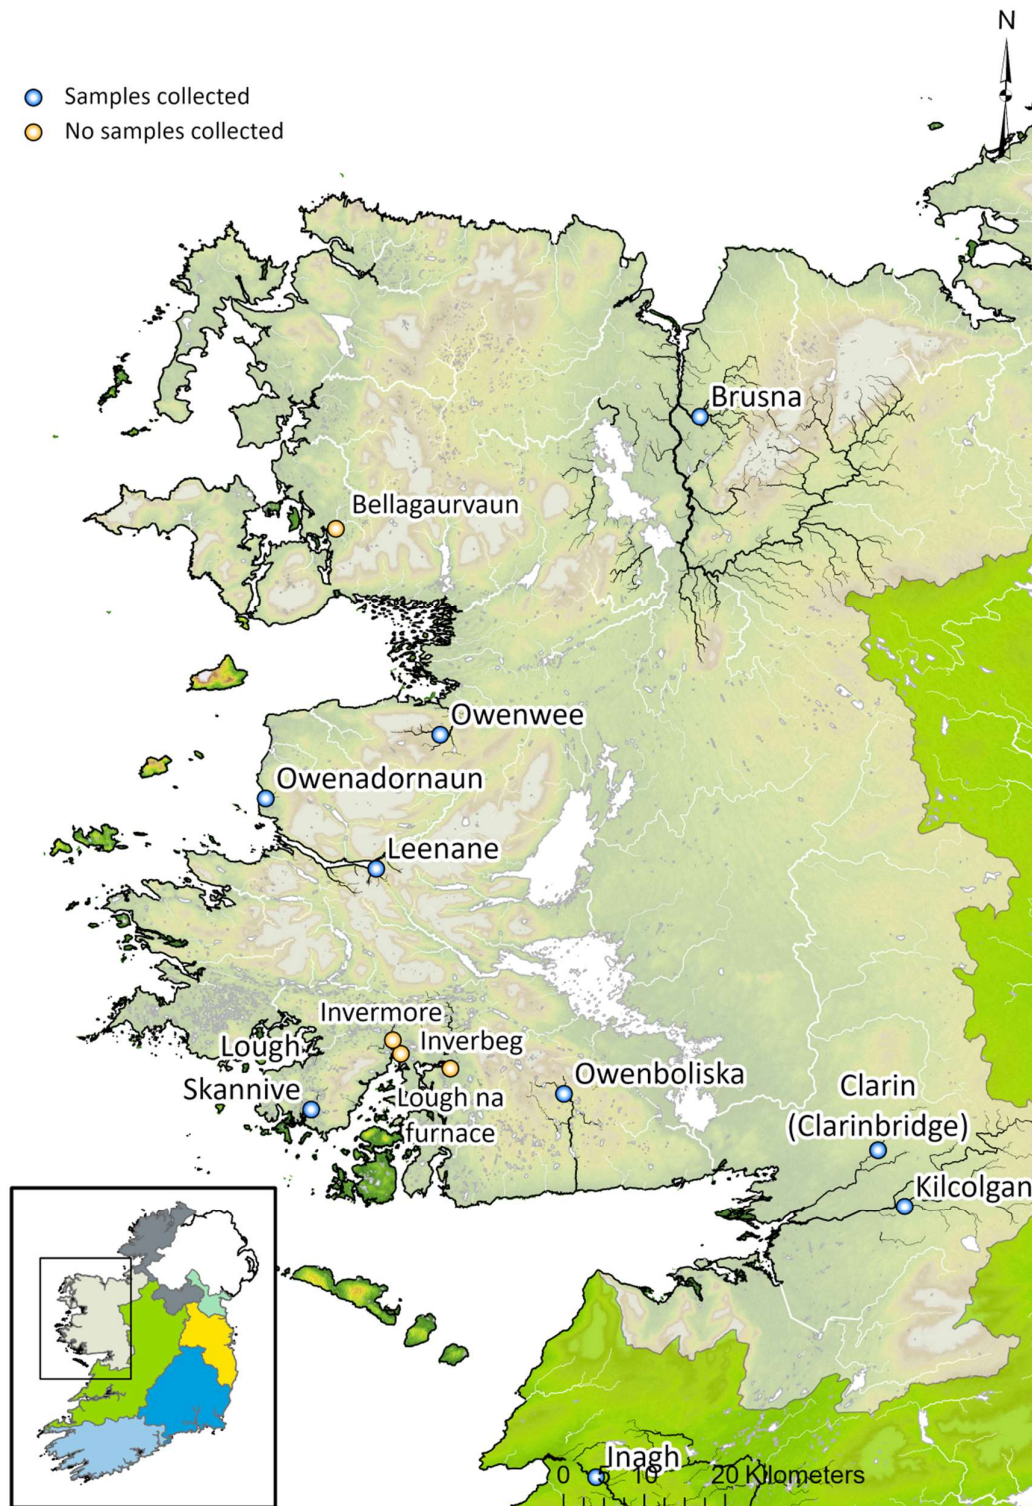 N
Samples collected
No samples collected
Brusna
Bellagaurvaun
Owenwee
Owenadornaun
Leenane
Invermore
Inverbeg
Lough
Skannive
Lough na
furnace
Owenboliska
Clarin
(Clarinbridge)
Kilcolgan
Inagh
0 5 10 20 Kilometers